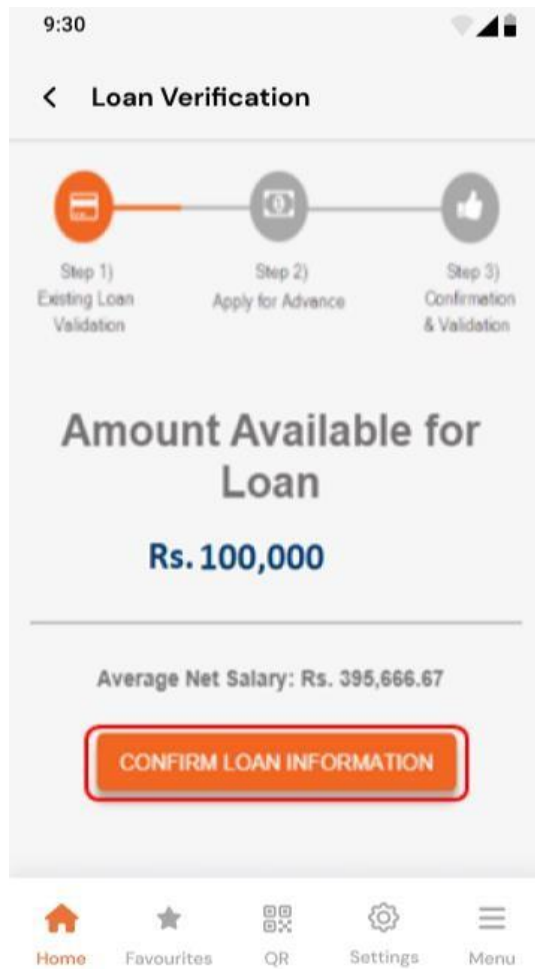 9:30
Loan Verification
Step 1)
Existing Loan
Validation
Step 2)
Apply for Advance
Step 3)
Confirmation
& Validation
Amount Available for
Loan
Rs. 100,000
Average Net Salary: Rs. 395,666.67
CONFIRM LOAN INFORMATION
Home
Favourites
QR
Settings
Menu